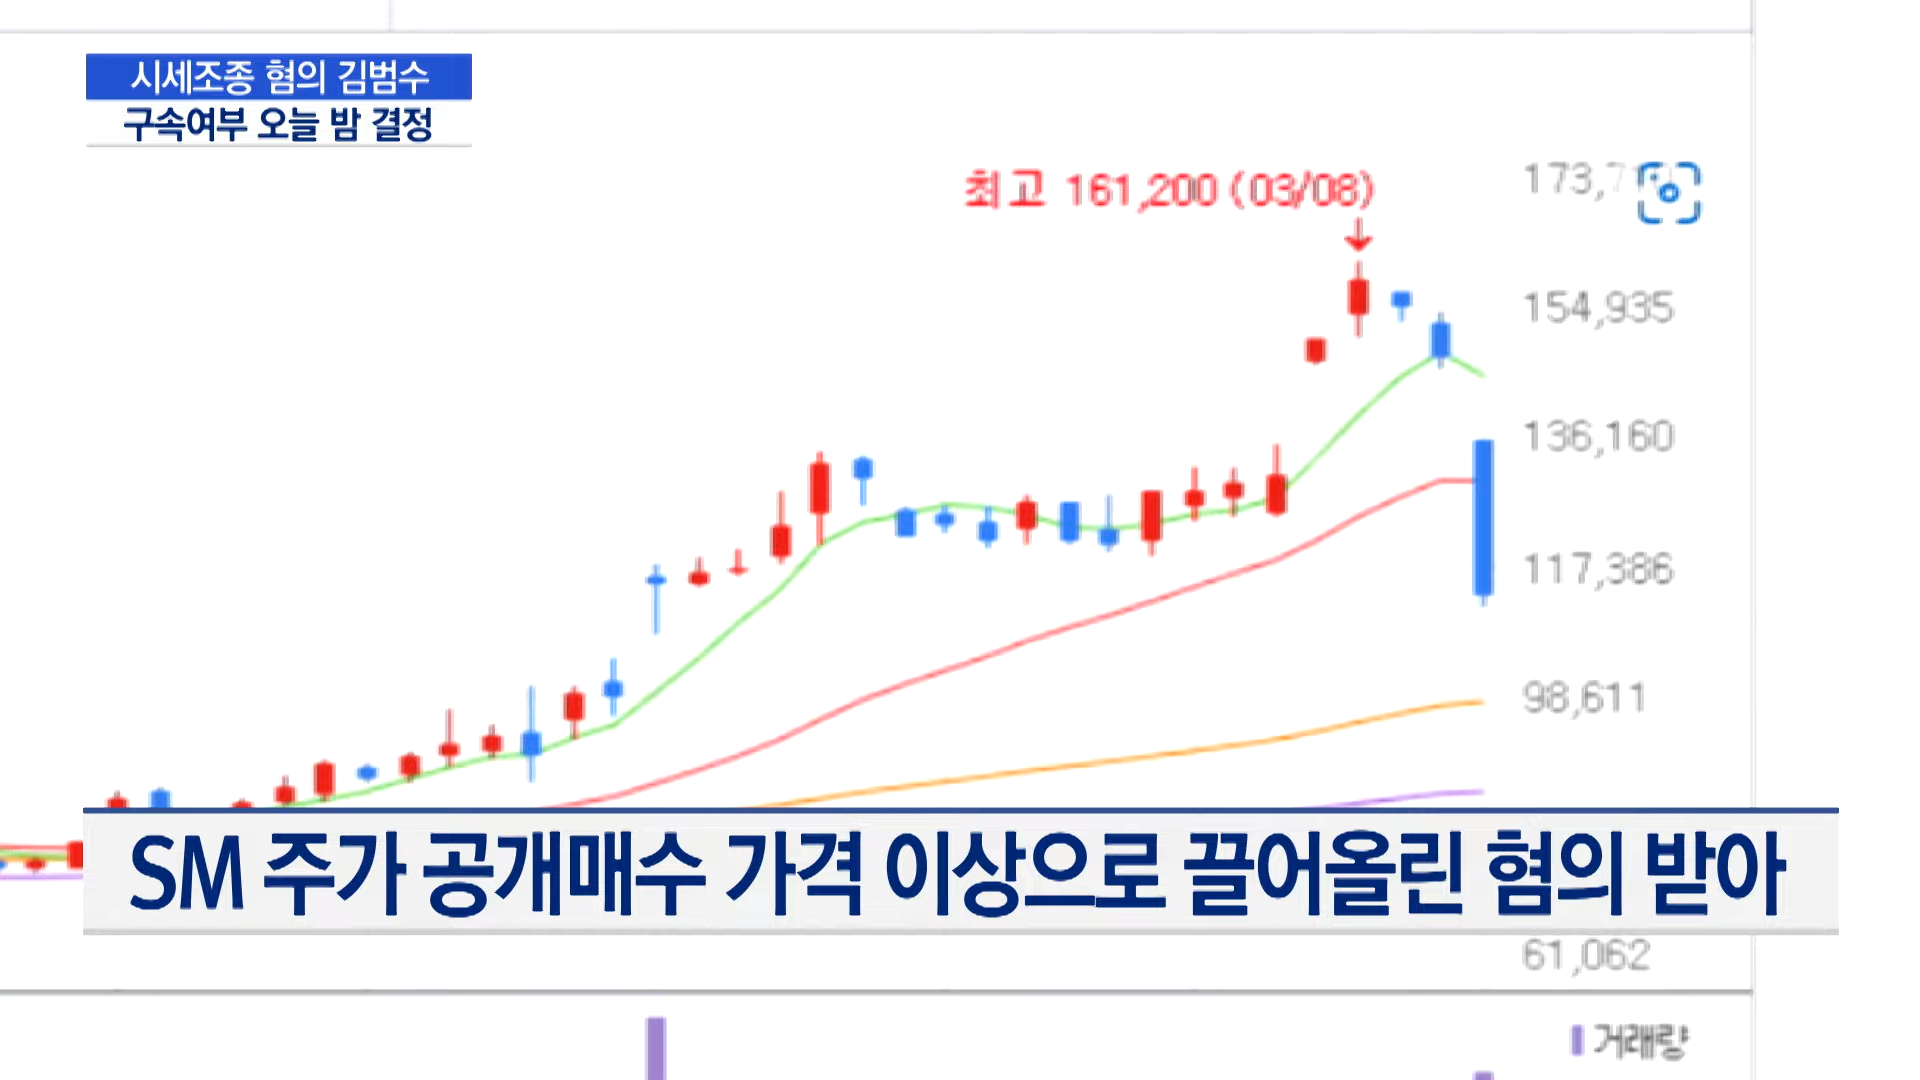 시세조종 혐의 김범수
구속여부 오늘 밤 결정
최고 161,200 (03/08)
154,935
136,160
117,386
98,611
SM 주가 공개매수 가격 이상으로 끌어올린 혐의 받아
61,062
거래량